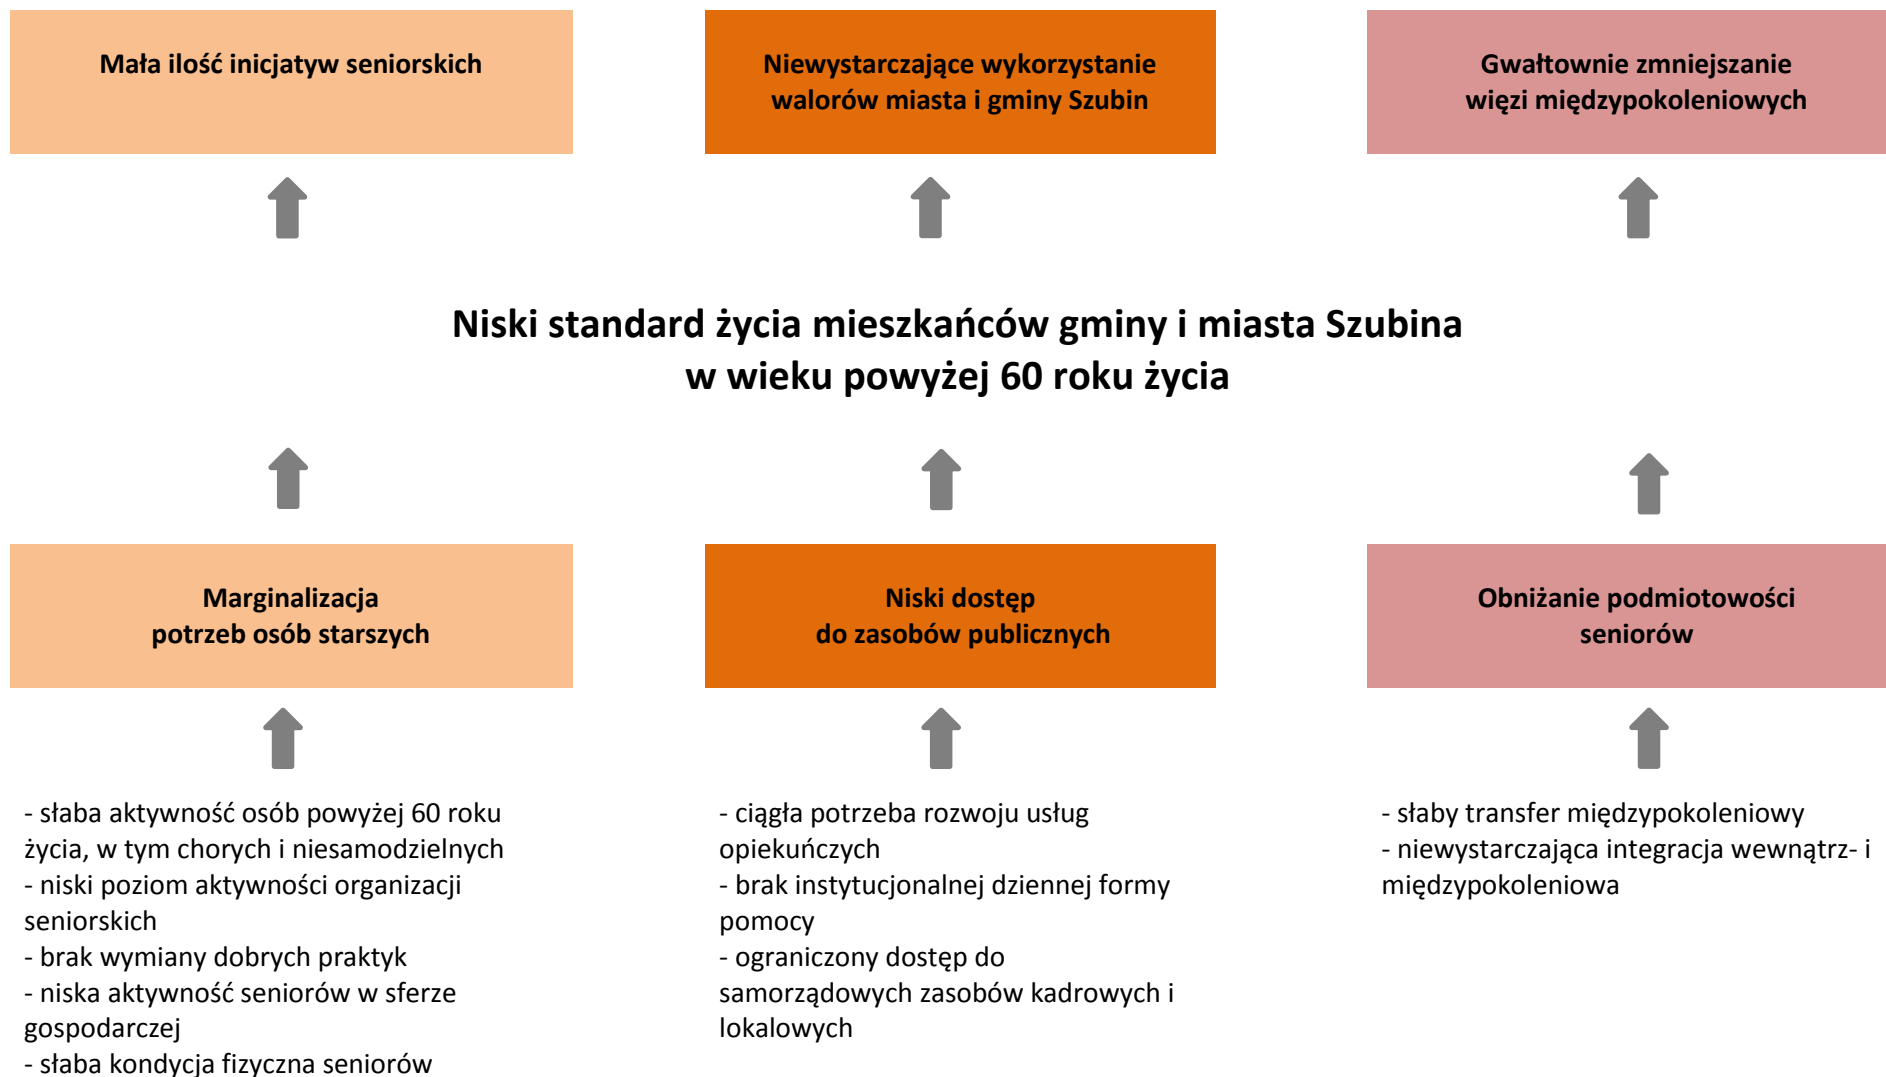 Mała ilość inicjatyw seniorskich
Niewystarczające wykorzystanie
walorów miasta i gminy Szubin
Gwałtownie zmniejszanie
więzi międzypokoleniowych
Niski standard życia mieszkańców gminy i miasta Szubina
w wieku powyżej 60 roku życia
Marginalizacja
potrzeb osób starszych
Niski dostęp
do zasobów publicznych
Obniżanie podmiotowości
seniorów
- słaba aktywność osób powyżej 60 roku
życia, w tym chorych i niesamodzielnych
- niski poziom aktywności organizacji
seniorskich
- brak wymiany dobrych praktyk
- niska aktywność seniorów w sferze
gospodarczej
- słaba kondycja fizyczna seniorów
- ciągła potrzeba rozwoju usług
opiekuńczych
- brak instytucjonalnej dziennej formy
pomocy
- ograniczony dostęp do
samorządowych zasobów kadrowych i
lokalowych
- słaby transfer międzypokoleniowy
- niewystarczająca integracja wewnątrz- i
międzypokoleniowa